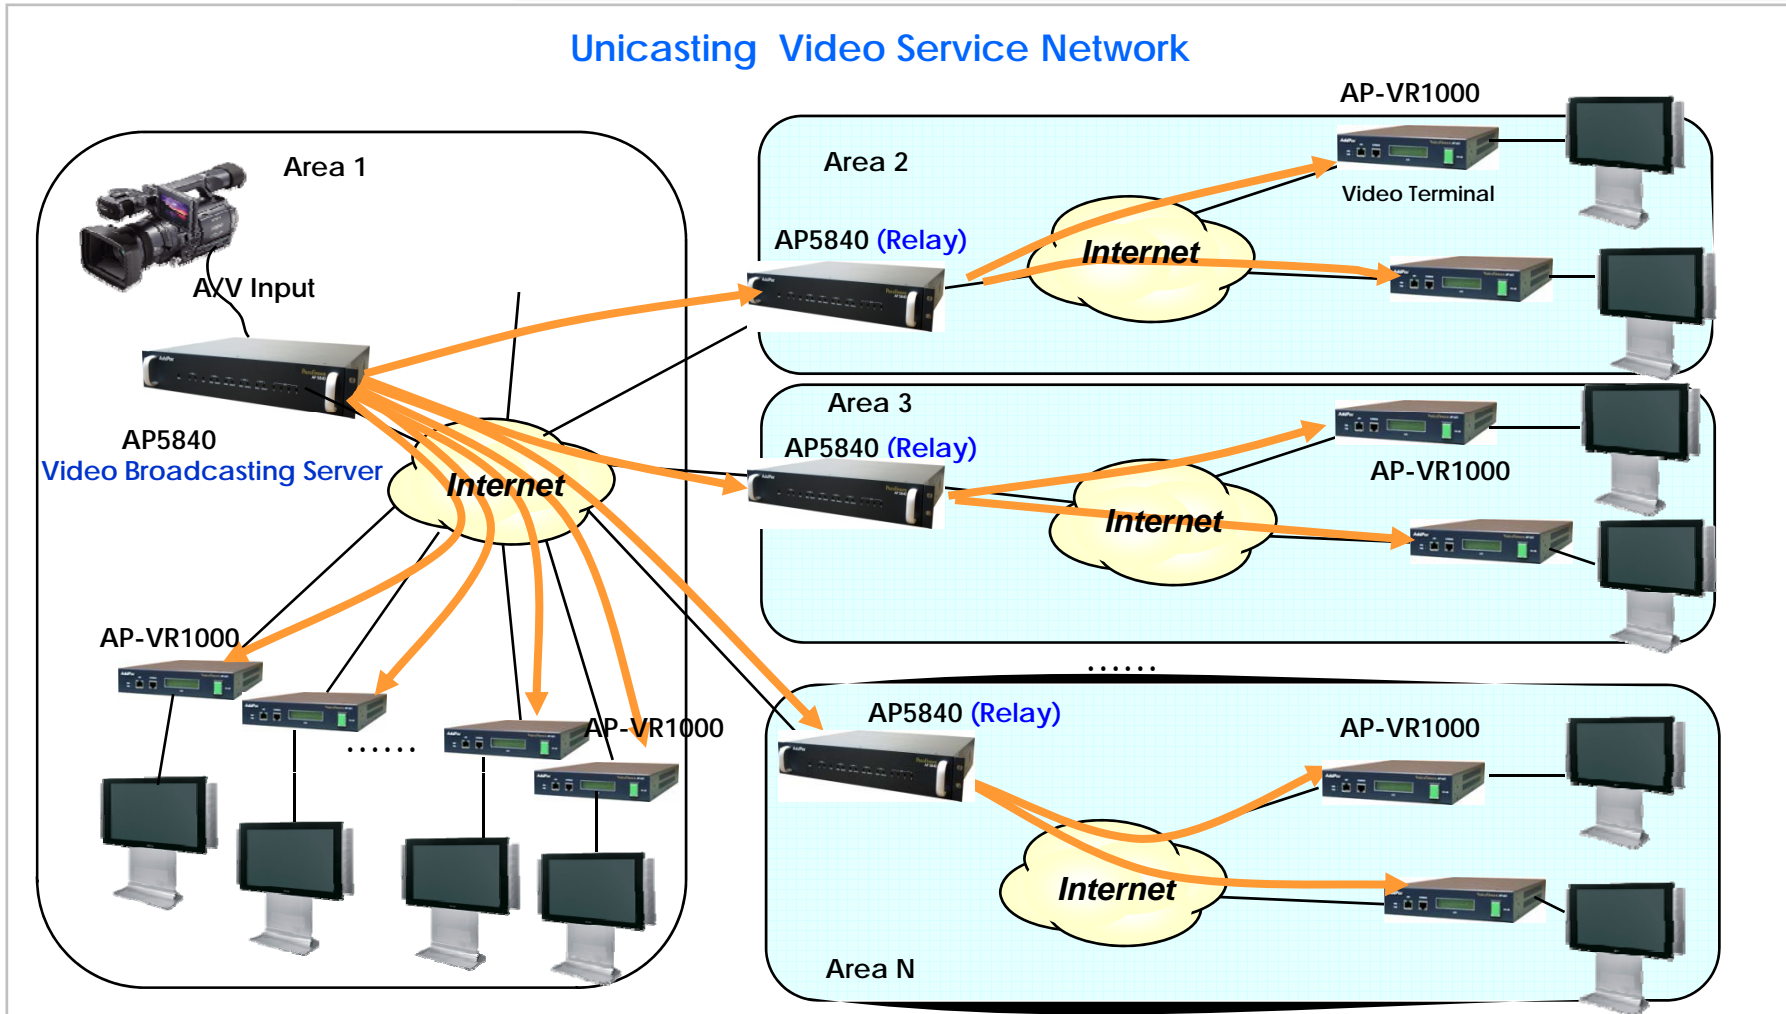 Unicasting Video Service Network
Area 1
A/V Input
AP5840
Video Broadcasting Server
Internet
AP-VR1000
......
AP-VR1000
Area 2
AP-VR1000
Video Terminal
AP5840 (Relay)
Internet
Area 3
AP5840 (Relay)
AP-VR1000
Internet
......
AP5840 (Relay)
AP-VR1000
Internet
Area N